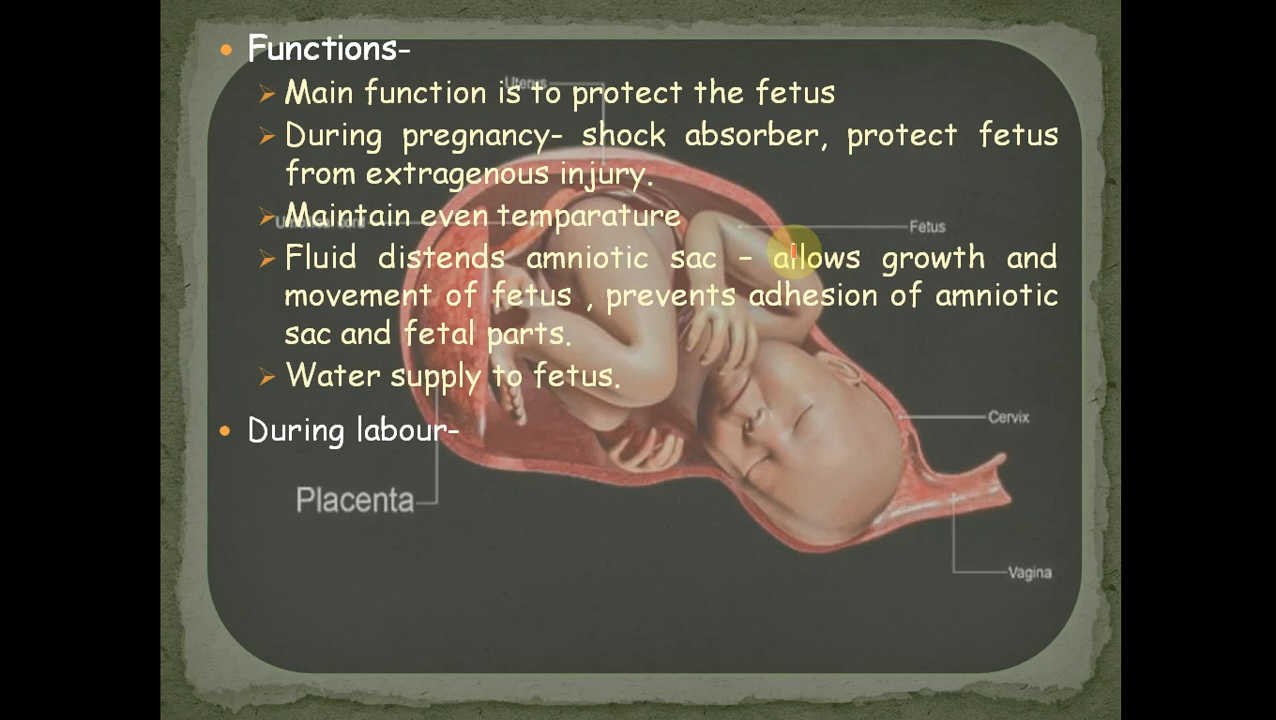 Functions-
Main function is to protect the fetus
During pregnancy- shock absorber, protect fetus
from extragenous injury.
Maintain even temparature
Fluid distends amniotic sac – allows growth and
movement of fetus , prevents adhesion of amniotic
sac and fetal parts.
Water supply to fetus.
During labour-
Uterus
Fetus
Cervix
Placenta
Vagina